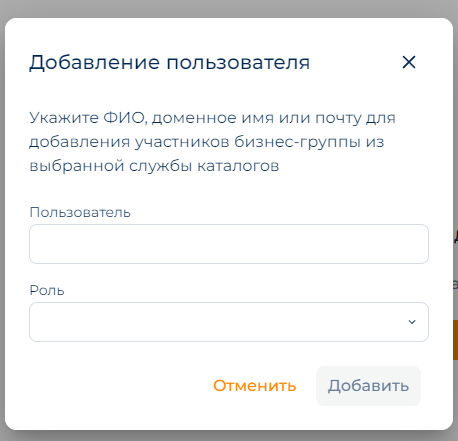 Добавление пользователя
Укажите ФИО, доменное имя или почту для
добавления участников бизнес-группы из
выбранной службы каталогов
Пользователь
Роль
Отменить
Добавить